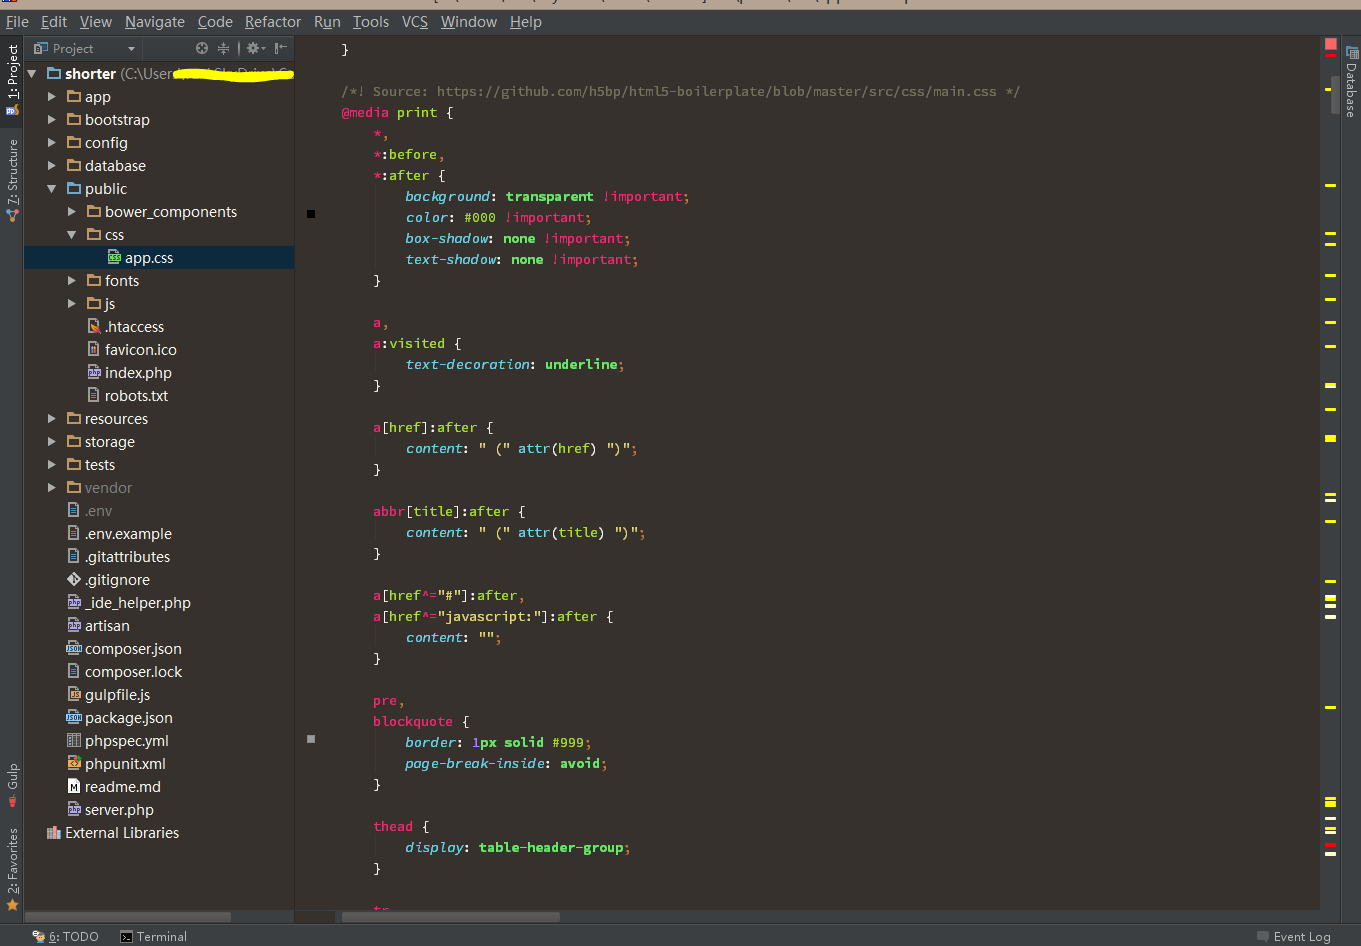 File Edit View Navigate Code Refactor Run Tools VCS Window Help
1: Project
7: Structure
Gulp
2: Favorites
Project
shorter (C:\User
app
bootstrap
config
database
public
bower_components
css
app.css
fonts
js
.htaccess
favicon.ico
index.php
robots.txt
resources
storage
tests
vendor
.env
.env.example
.gitattributes
.gitignore
_ide_helper.php
artisan
composer.json
composer.lock
gulpfile.js
package.json
phpspec.yml
phpunit.xml
readme.md
server.php
External Libraries
}
/*! Source: https://github.com/h5bp/html5-boilerplate/blob/master/src/css/main.css */
@media print {
*,
*:before,
*:after {
background: transparent !important;
color: #000 !important;
box-shadow: none !important;
text-shadow: none !important;
}
a,
a:visited {
text-decoration: underline;
}
a[href]:after {
content: " (" attr(href) ")";
}
abbr[title]:after {
content: " (" attr(title) ")";
}
a[href^="#"]:after,
a[href^="javascript:"]:after {
content: "";
}
pre,
blockquote {
border: 1px solid #999;
page-break-inside: avoid;
}
thead {
display: table-header-group;
}
Database
6: TODO
Terminal
Event Log